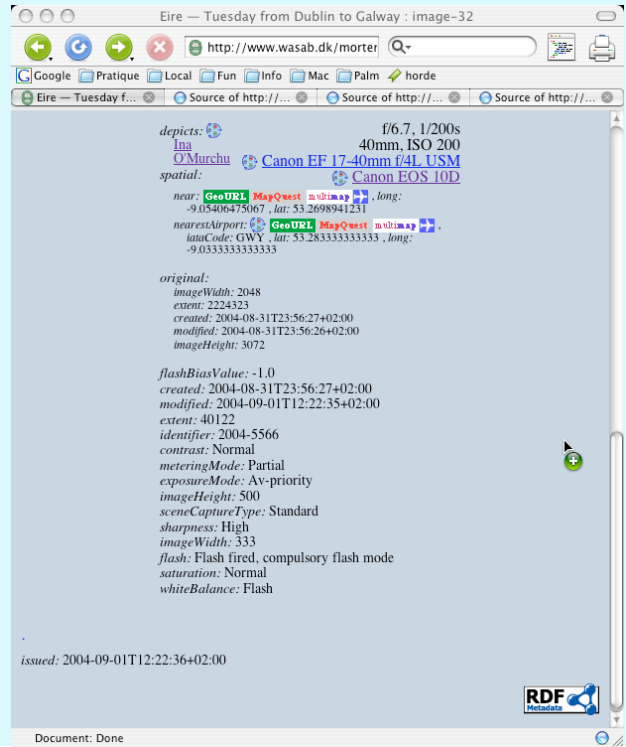 Eire — Tuesday from Dublin to Galway : image-32
http://www.wasab.dk/morter
Google Pratique Local Fun Info Mac Palm horde
Eire — Tuesday f... Source of http://... Source of http://... Source of http://...
depicts: f/6.7, 1/200s
Ina 40mm, ISO 200
O'Murchu Canon EF 17-40mm f/4L USM
spatial: Canon EOS 10D
near: GeoURL MapQuest multimap , long:
-9.05406475067 , lat: 53.2698941231
nearestAirport: GeoURL MapQuest multimap ,
iataCode: GWY , lat: 53.283333333333 , long:
-9.0333333333333
original:
imageWidth: 2048
extent: 2224323
created: 2004-08-31T23:56:27+02:00
modified: 2004-08-31T23:56:26+02:00
imageHeight: 3072
flashBiasValue: -1.0
created: 2004-08-31T23:56:27+02:00
modified: 2004-09-01T12:22:35+02:00
extent: 40122
identifier: 2004-5566
contrast: Normal
meteringMode: Partial
exposureMode: Av-priority
imageHeight: 500
sceneCaptureType: Standard
sharpness: High
imageWidth: 333
flash: Flash fired, compulsory flash mode
saturation: Normal
whiteBalance: Flash
.
issued: 2004-09-01T12:22:36+02:00
RDF
Metadata
Document: Done